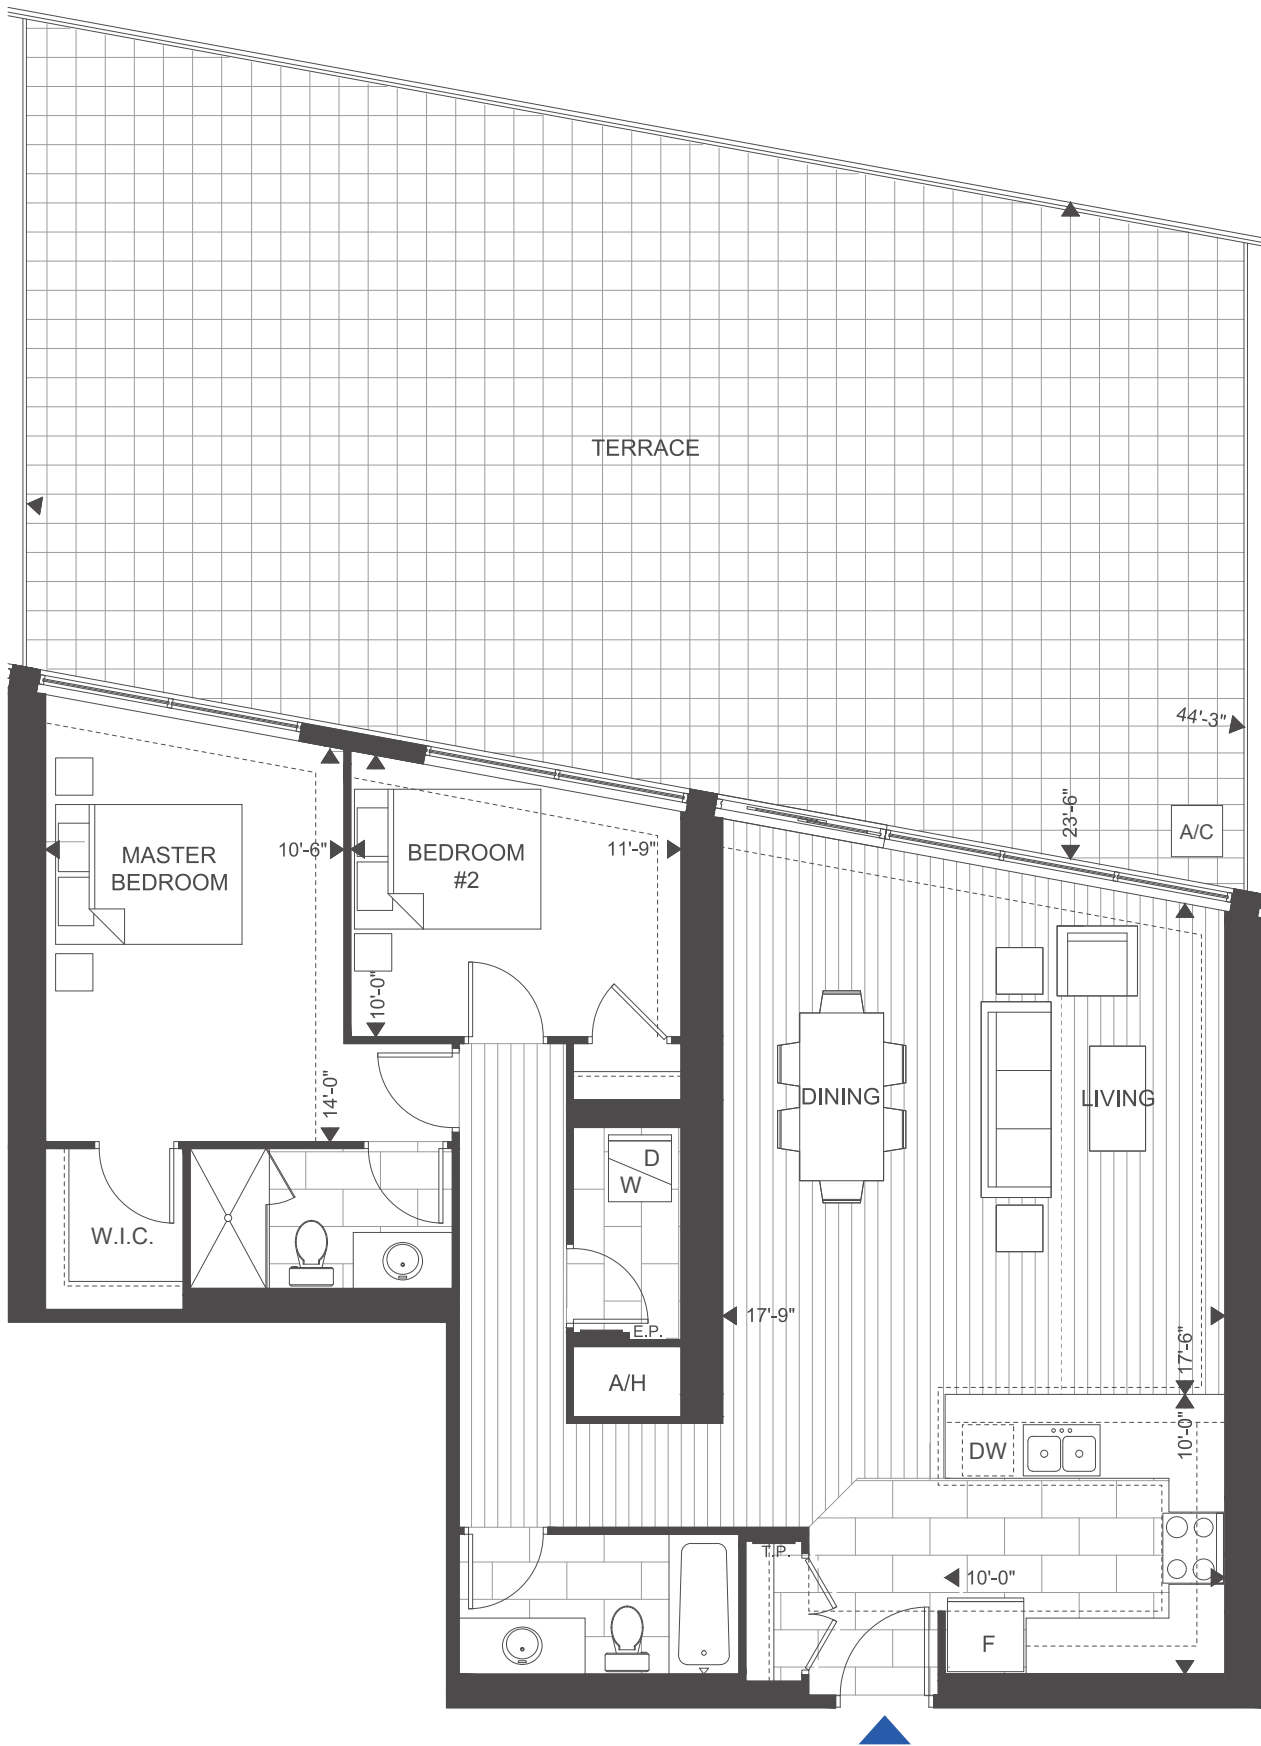 TERRACE
44'-3"
23'-6"
A/C
MASTER
BEDROOM
10'-6"
BEDROOM
#2
11'-9"
10'-0"
14'-0"
DINING
LIVING
D
W
W.I.C.
17'-9"
E.P.
17'-6"
A/H
10'-0"
DW
T.P.
10'-0"
F